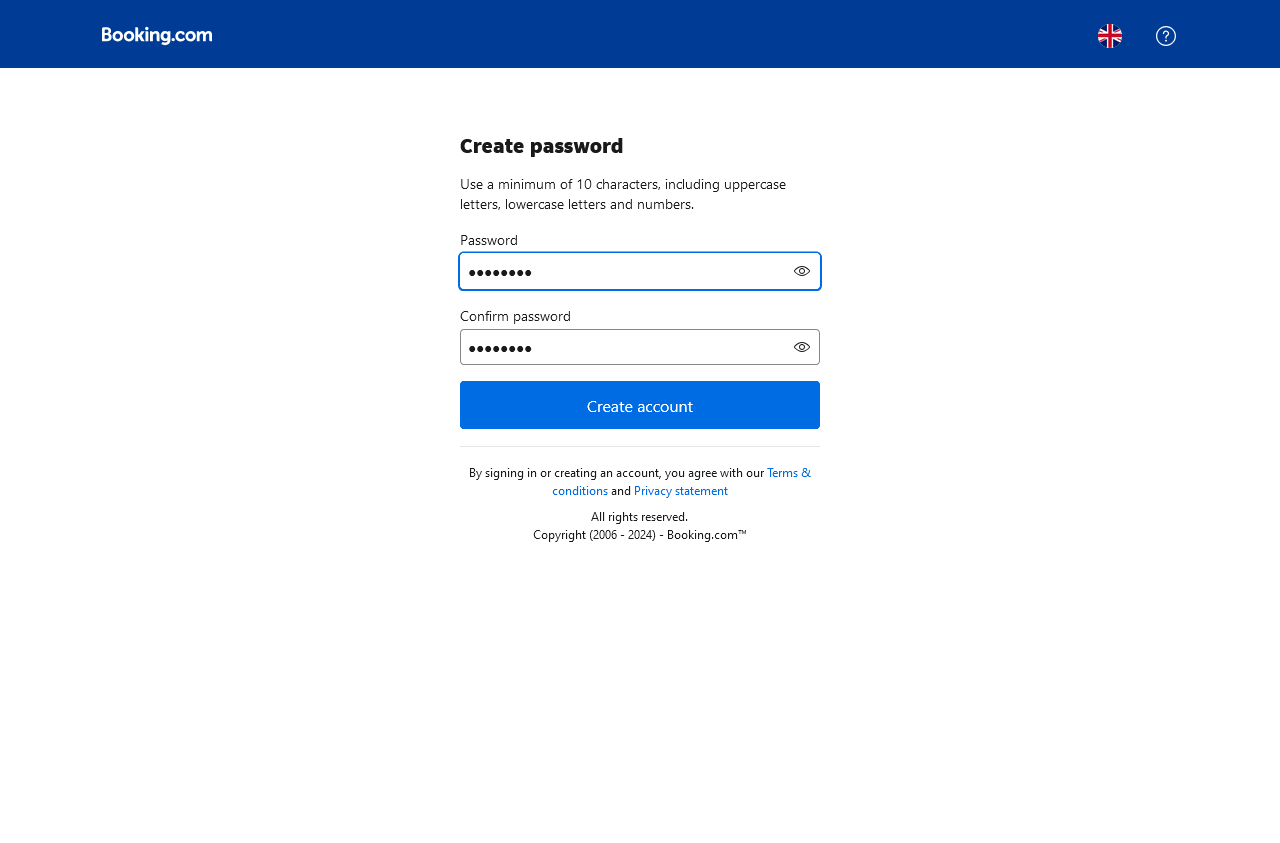 Booking.com
Create password
Use a minimum of 10 characters, including uppercase
letters, lowercase letters and numbers.
Password
●●●●●●●●
Confirm password
●●●●●●●●
Create account
By signing in or creating an account, you agree with our Terms &
conditions and Privacy statement
All rights reserved.
Copyright (2006 - 2024) - Booking.com™